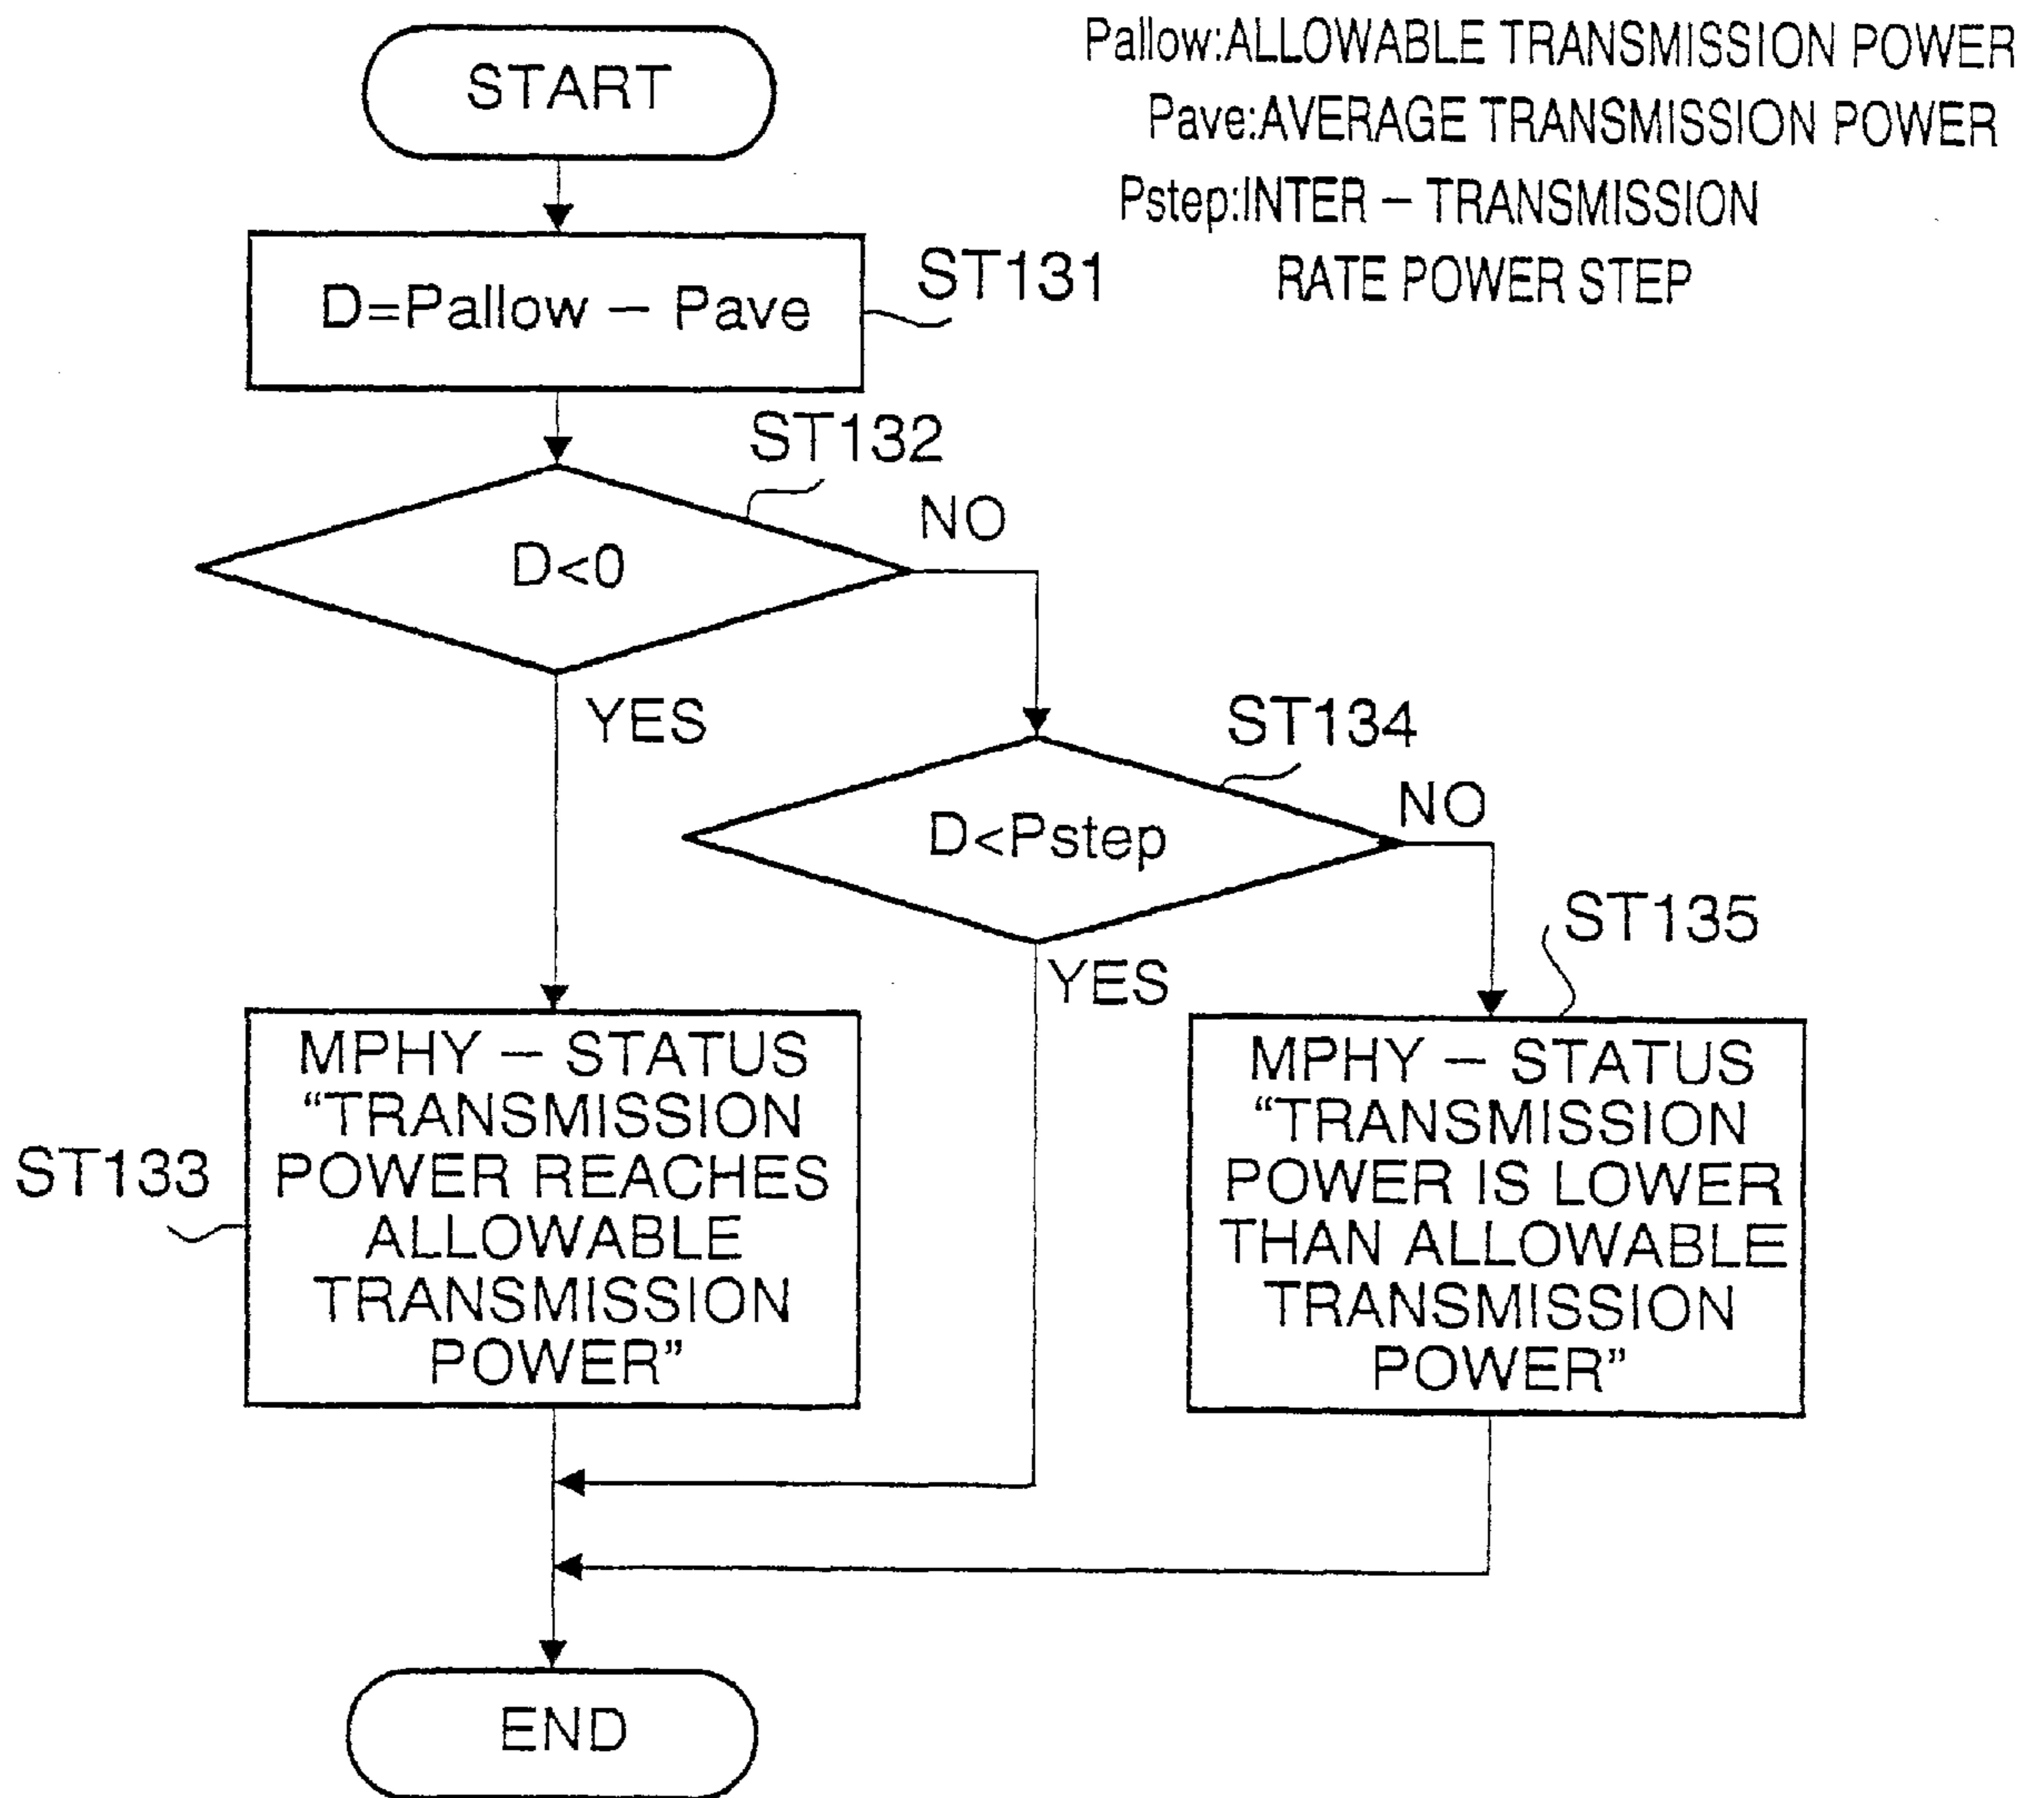 START
Pallow:ALLOWABLE TRANSMISSION POWER
Pave:AVERAGE TRANSMISSION POWER
Pstep:INTER – TRANSMISSION
RATE POWER STEP
D=Pallow – Pave
ST131
ST132
D<0
NO
YES
ST134
D<Pstep
NO
YES
ST135
MPHY – STATUS
“TRANSMISSION
POWER REACHES
ALLOWABLE
TRANSMISSION
POWER”
ST133
MPHY – STATUS
“TRANSMISSION
POWER IS LOWER
THAN ALLOWABLE
TRANSMISSION
POWER”
END